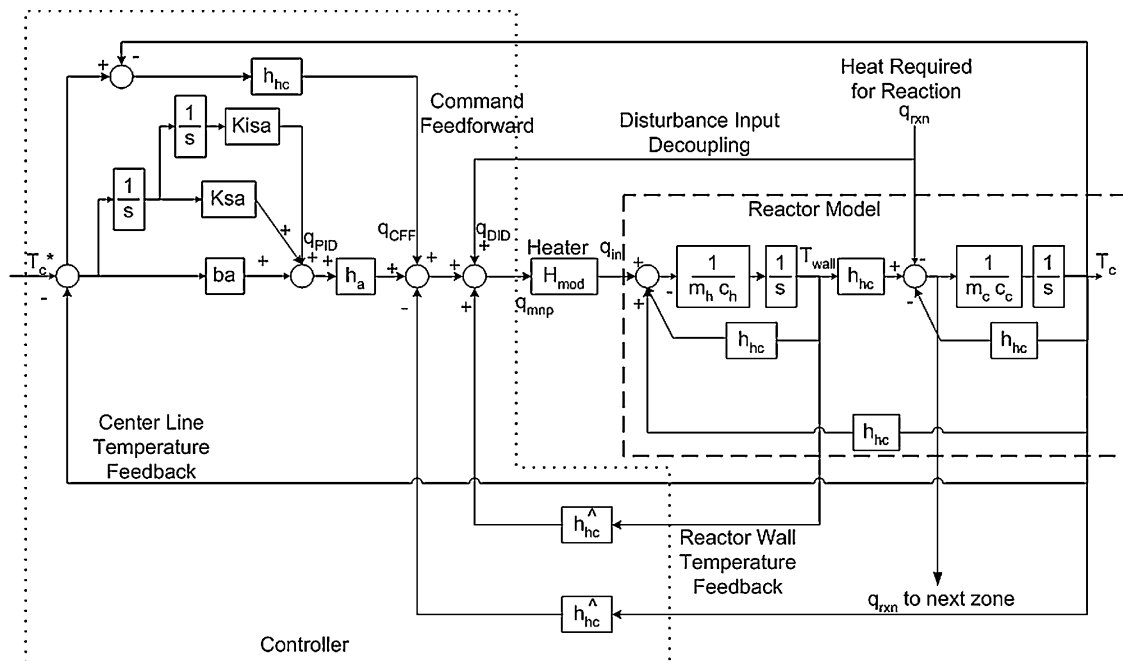 +
-
h_hc
Heat Required
for Reaction
q_rxn
Command
Feedforward
Disturbance Input
Decoupling
1
s
Kisa
1
s
Ksa
+
q_PID
q_CFF
q_DID
+
Heater
q_in
Reactor Model
T_c*
-
ba
+
+
+
h_a
+
+
-
+
+
H_mod
q_mnp
+
-
+
1
m_h c_h
1
s
T_wall
h_hc
+
-
-
1
m_c c_c
1
s
T_c
h_hc
h_hc
h_hc
Center Line
Temperature
Feedback
ĥ_hc
Reactor Wall
Temperature
Feedback
ĥ_hc
q_rxn to next zone
Controller